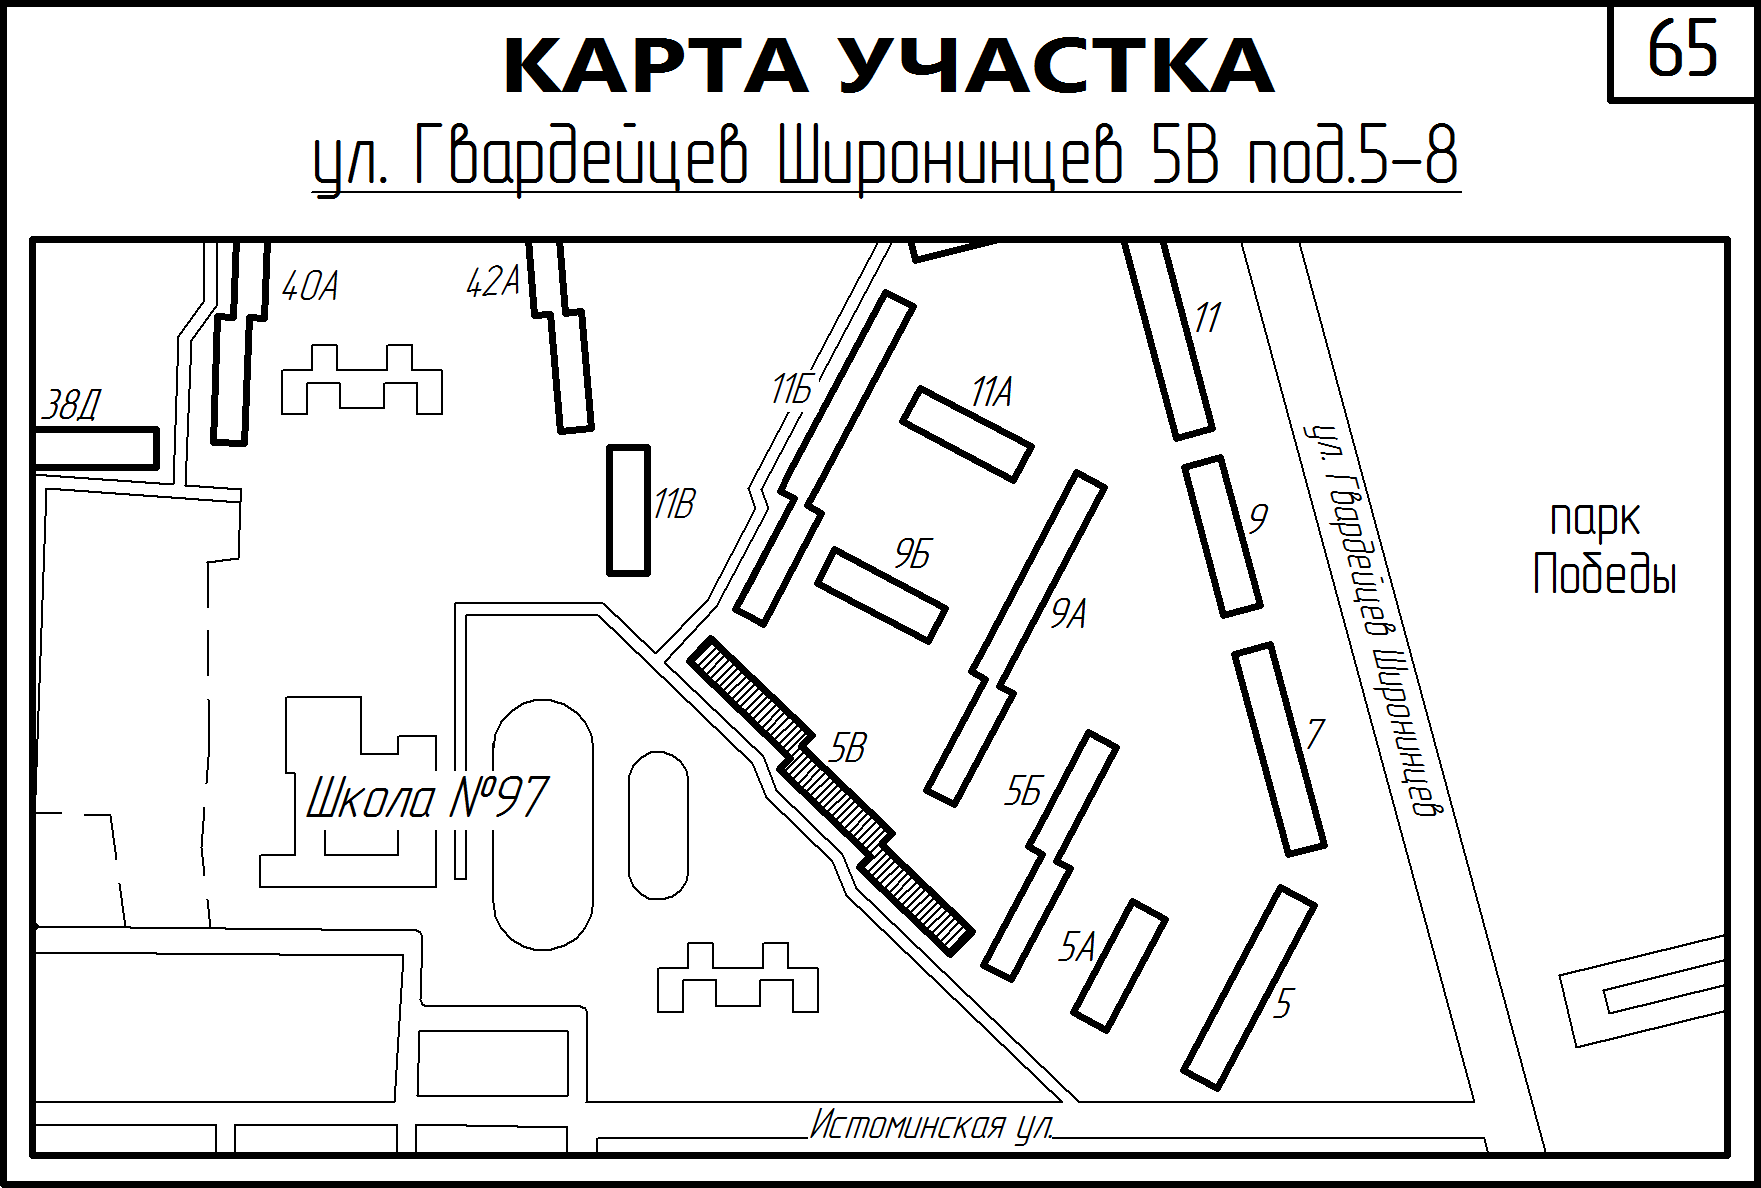 КАРТА УЧАСТКА
65
ул. Гвардейцев Широнинцев 5В под.5-8
40А
42А
11
38Д
11Б
11А
11В
9
9Б
9А
парк
Победы
ул. Гвардейцев Широнинцев
7
5В
5Б
Школа №97
5А
5
Истоминская ул.